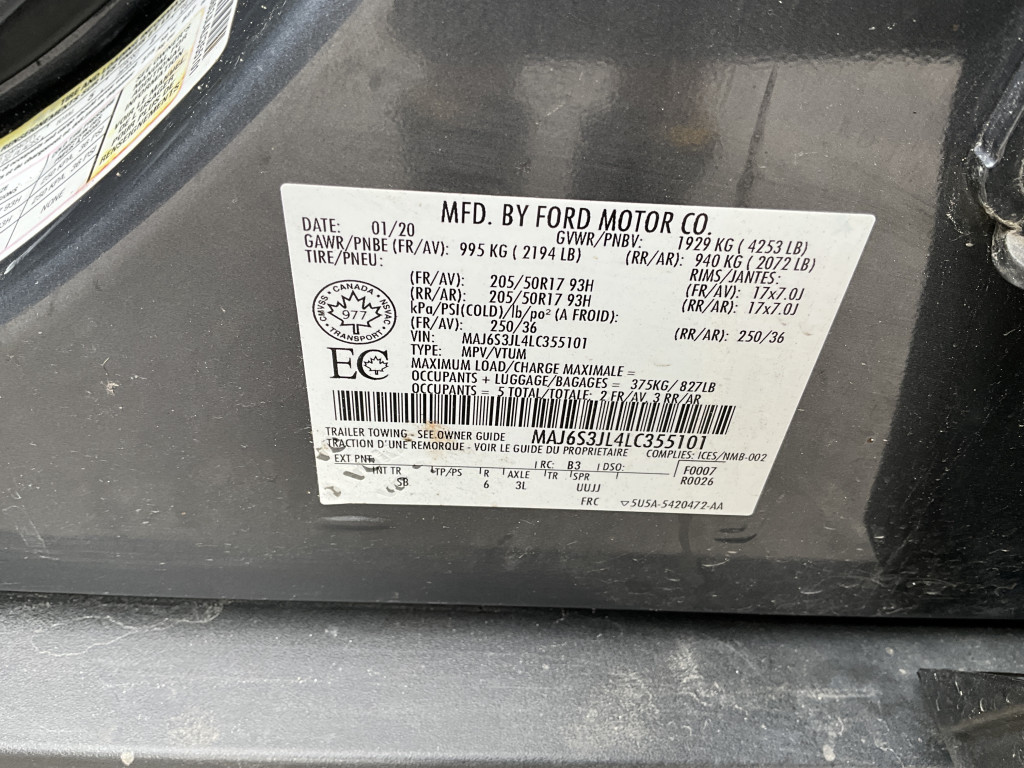 MFD. BY FORD MOTOR CO.
DATE: 01/20 GVWR/PNBV: 1929 KG ( 4253 LB)
GAWR/PNBE (FR/AV): 995 KG ( 2194 LB) (RR/AR): 940 KG ( 2072 LB)
TIRE/PNEU: RIMS/JANTES:
(FR/AV): 205/50R17 93H (FR/AV): 17x7.0J
(RR/AR): 205/50R17 93H (RR/AR): 17x7.0J
kPa/PSI(COLD)/lb/po² (A FROID):
(FR/AV): 250/36 (RR/AR): 250/36
VIN: MAJ6S3JL4LC355101
TYPE: MPV/VTUM
MAXIMUM LOAD/CHARGE MAXIMALE =
OCCUPANTS + LUGGAGE/BAGAGES = 375KG/ 827LB
OCCUPANTS = 5 TOTAL/TOTALE: 2 FR/AV, 3 RR/AR
CANADA
CMVSS NSVAC
977
TRANSPORT
EC
MAJ6S3JL4LC355101
TRAILER TOWING - SEE OWNER GUIDE
TRACTION D'UNE REMORQUE - VOIR LE GUIDE DU PROPRIETAIRE COMPLIES: ICES/NMB-002
EXT PNT: RC: B3 DSO: F0007
INT TR TP/PS R AXLE TR SPR R0026
SB 6 3L UUJJ
FRC 5U5A-5420472-AA
RENSEIGNEMENTS
NONE